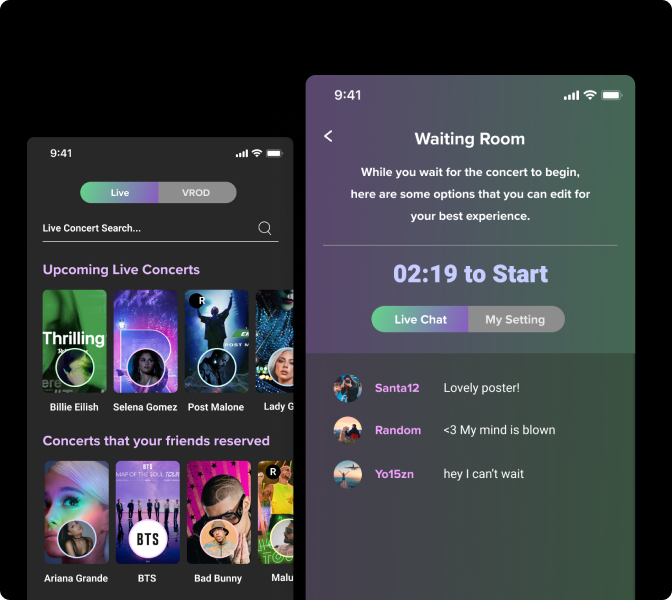 9:41
Live
VROD
Live Concert Search...
Upcoming Live Concerts
Thrilling
R
POST M
Billie Eilish
Selena Gomez
Post Malone
Lady G
Concerts that your friends reserved
BTS
MAP OF THE SOUL TOUR
BTS
R
Ariana Grande
BTS
Bad Bunny
Malu
9:41
Waiting Room
While you wait for the concert to begin,
here are some options that you can edit for
your best experience.
02:19 to Start
Live Chat
My Setting
Santa12
Lovely poster!
Random
<3 My mind is blown
Yo15zn
hey I can't wait